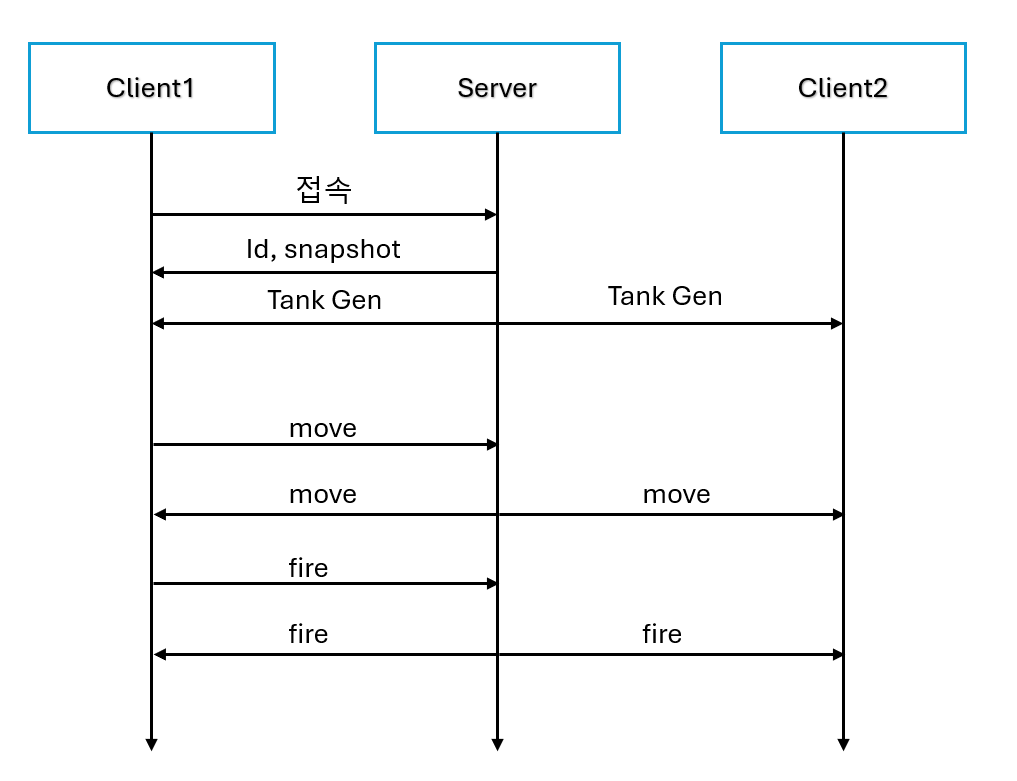 Client1
Server
Client2
접속
Id, snapshot
Tank Gen
Tank Gen
move
move
move
fire
fire
fire